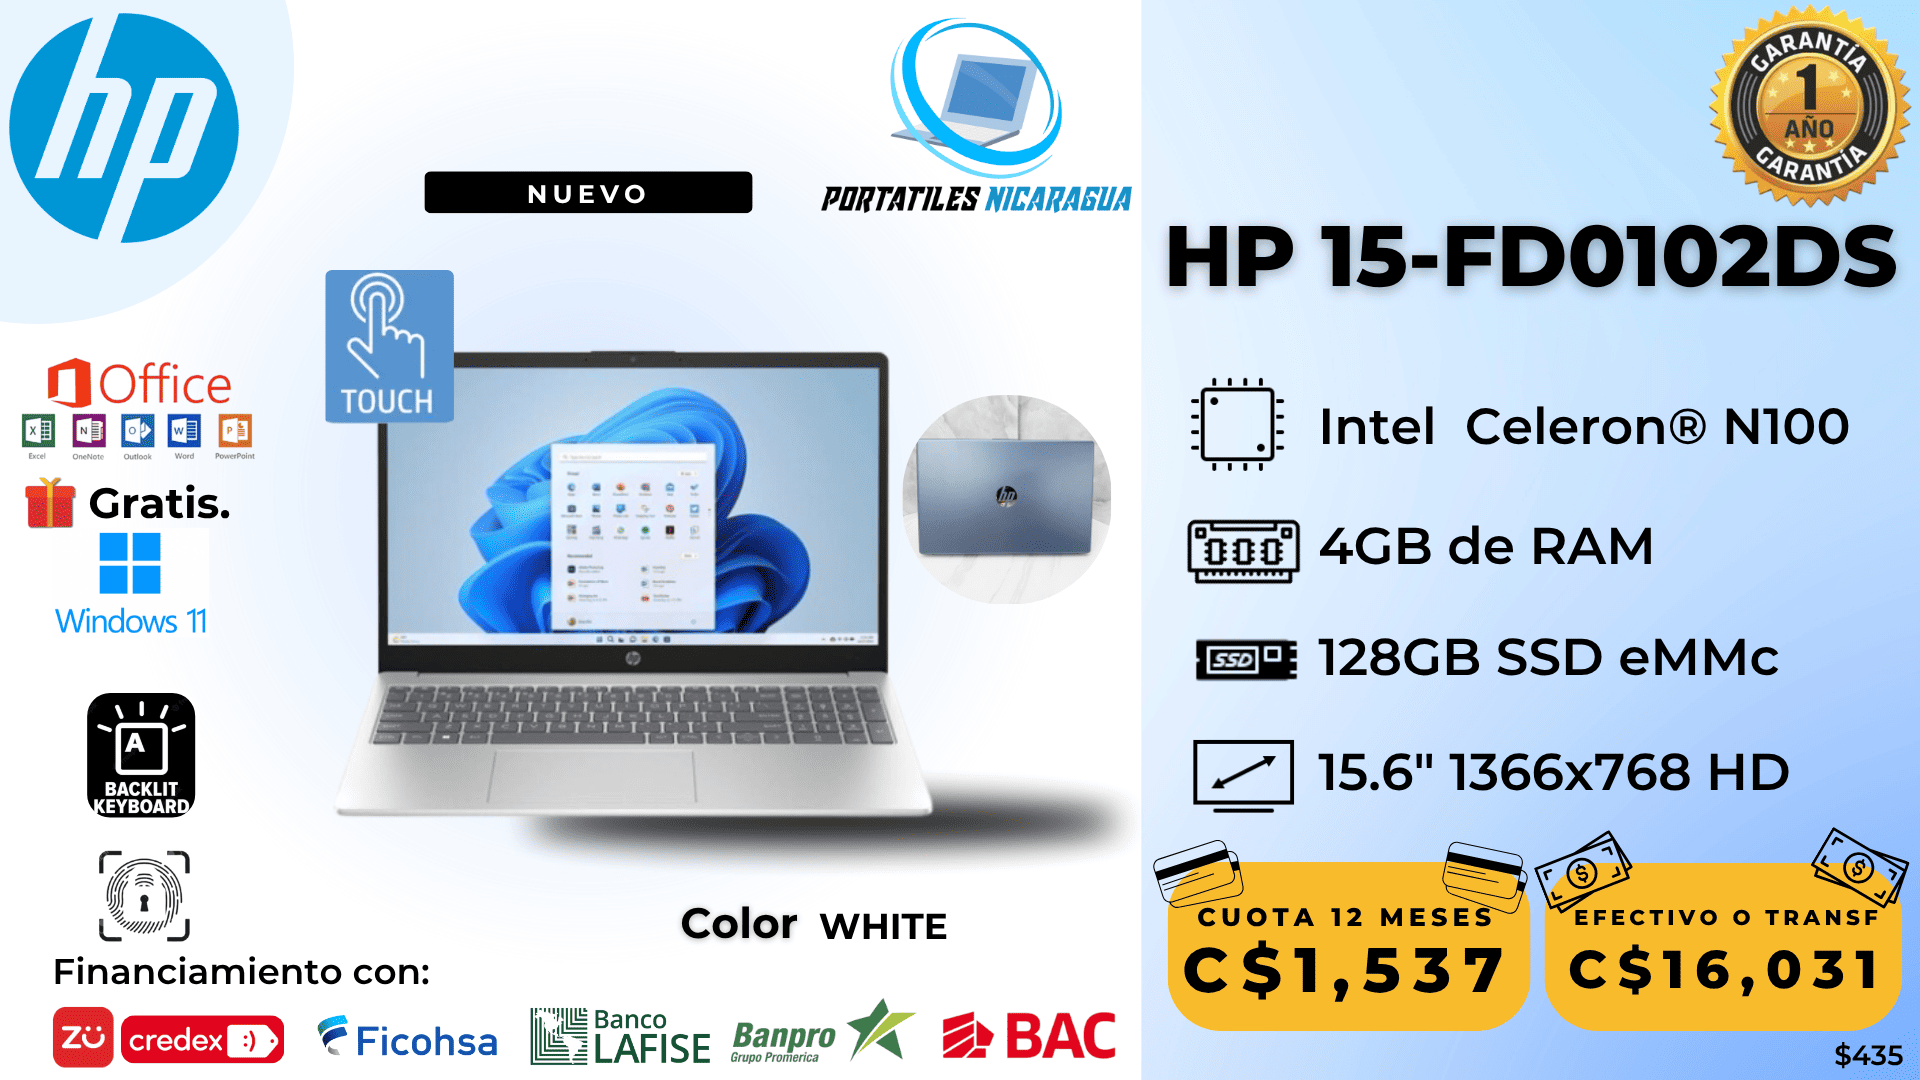 hp
NUEVO
PORTATILES NICARAGUA
TOUCH
Office
Excel
OneNote
Outlook
Word
PowerPoint
Gratis.
Windows 11
A
BACKLIT
KEYBOARD
Color WHITE
Financiamiento con:
zü
credex :)
Ficohsa
Banco
LAFISE
Banpro
Grupo Promerica
BAC
GARANTÍA
1
AÑO
GARANTÍA
HP 15-FD0102DS
Intel Celeron® N100
4GB de RAM
SSD
128GB SSD eMMc
15.6" 1366x768 HD
CUOTA 12 MESES
C$1,537
EFECTIVO O TRANSF
C$16,031
$435